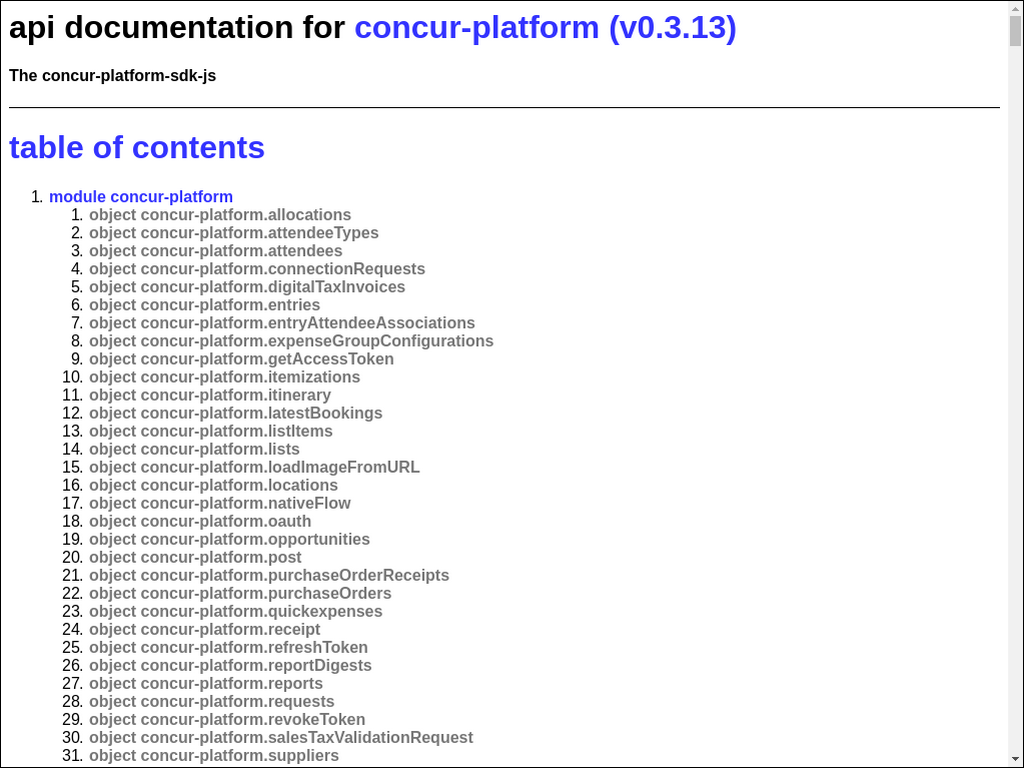 api documentation for concur-platform (v0.3.13)
The concur-platform-sdk-js
table of contents
1. module concur-platform
1. object concur-platform.allocations
2. object concur-platform.attendeeTypes
3. object concur-platform.attendees
4. object concur-platform.connectionRequests
5. object concur-platform.digitalTaxInvoices
6. object concur-platform.entries
7. object concur-platform.entryAttendeeAssociations
8. object concur-platform.expenseGroupConfigurations
9. object concur-platform.getAccessToken
10. object concur-platform.itemizations
11. object concur-platform.itinerary
12. object concur-platform.latestBookings
13. object concur-platform.listItems
14. object concur-platform.lists
15. object concur-platform.loadImageFromURL
16. object concur-platform.locations
17. object concur-platform.nativeFlow
18. object concur-platform.oauth
19. object concur-platform.opportunities
20. object concur-platform.post
21. object concur-platform.purchaseOrderReceipts
22. object concur-platform.purchaseOrders
23. object concur-platform.quickexpenses
24. object concur-platform.receipt
25. object concur-platform.refreshToken
26. object concur-platform.reportDigests
27. object concur-platform.reports
28. object concur-platform.requests
29. object concur-platform.revokeToken
30. object concur-platform.salesTaxValidationRequest
31. object concur-platform.suppliers